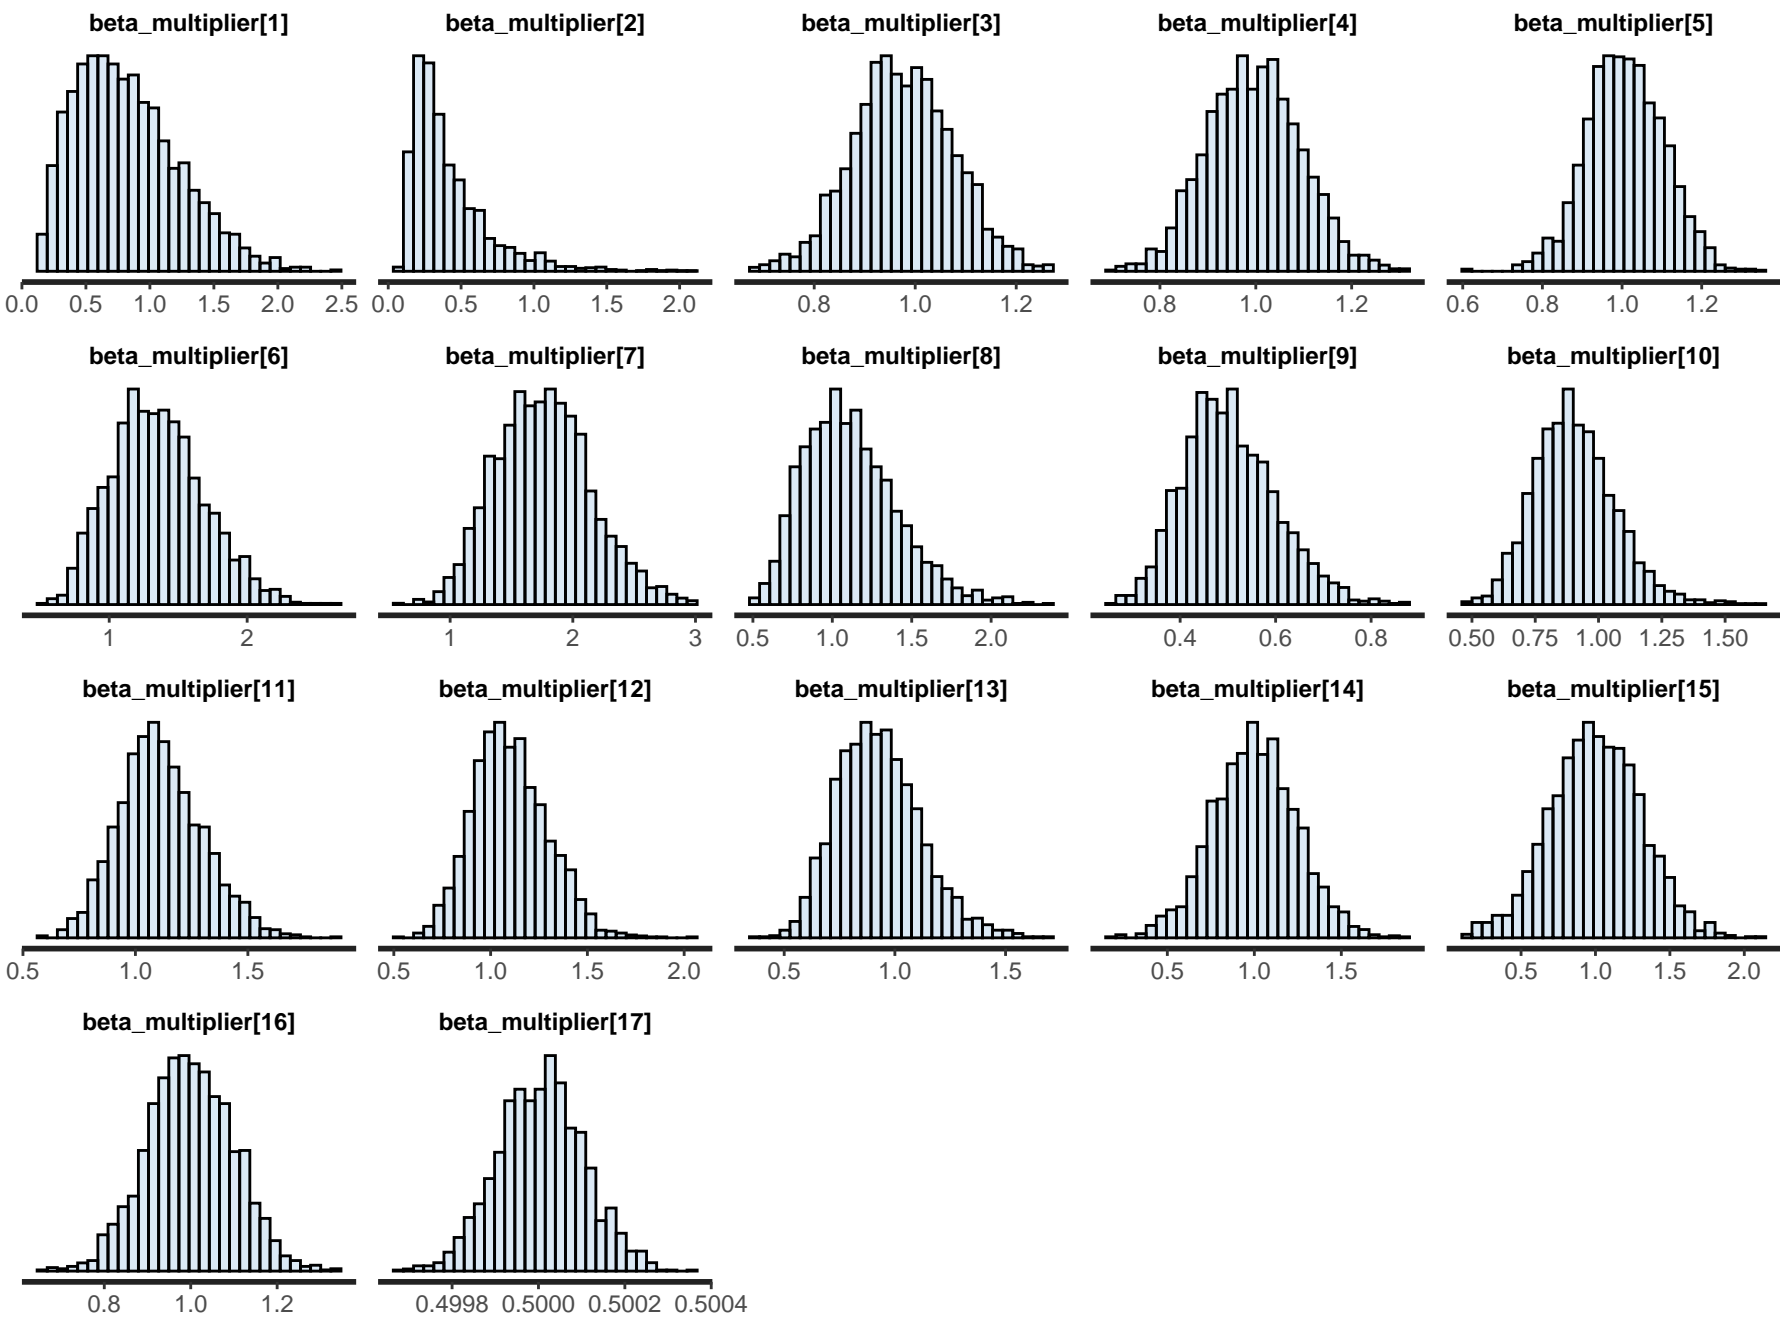 beta_multiplier[1] beta_multiplier[2] beta_multiplier[3] beta_multiplier[4] beta_multiplier[5]
0.0 0.5 1.0 1.5 2.0 2.5 0.0 0.5 1.0 1.5 2.0 0.8 1.0 1.2 0.8 1.0 1.2 0.6 0.8 1.0 1.2
beta_multiplier[6] beta_multiplier[7] beta_multiplier[8] beta_multiplier[9] beta_multiplier[10]
1 2 1 2 3 0.5 1.0 1.5 2.0 0.4 0.6 0.8 0.50 0.75 1.00 1.25 1.50
beta_multiplier[11] beta_multiplier[12] beta_multiplier[13] beta_multiplier[14] beta_multiplier[15]
0.5 1.0 1.5 0.5 1.0 1.5 2.0 0.5 1.0 1.5 0.5 1.0 1.5 0.5 1.0 1.5 2.0
beta_multiplier[16] beta_multiplier[17]
0.8 1.0 1.2 0.4998 0.5000 0.5002 0.5004